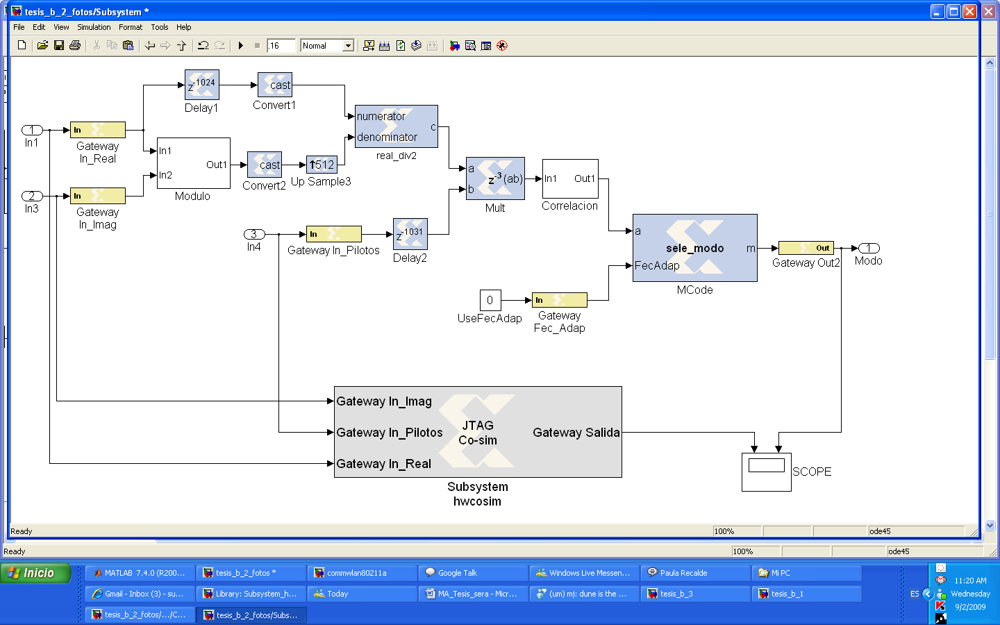 tesis_b_2_fotos/Subsystem *
File Edit View Simulation Format Tools Help
.16 Normal
z-1024
Delay1
cast
Convert1
numerator
denominator
c
real_div2
1
In1
In
Gateway
In_Real
In1
In2
Out1
Modulo
cast
Convert2
↑512
Up Sample3
2
In3
In
Gateway
In_Imag
a
b
z-3 (ab)
Mult
In1 Out1
Correlacion
3
In4
In
Gateway In_Pilotos
z-1031
Delay2
a
FecAdap
sele_modo
m
MCode
Out
Gateway Out2
1
Modo
0
UseFecAdap
In
Gateway
Fec_Adap
Gateway In_Imag
Gateway In_Pilotos
Gateway In_Real
JTAG
Co-sim
Gateway Salida
Subsystem
hwcosim
SCOPE
Ready 100% ode45
Ready 100% ode45
Inicio
MATLAB 7.4.0 (R200...
tesis_b_2_fotos *
commwlan80211a
Google Talk
Windows Live Messen...
Paula Recalde
Mi PC
Gmail - Inbox (3) - su...
Library: Subsystem_h...
Today
MA_Tesis_sera - Micr...
(um) mj: dune is the ...
tesis_b_3
tesis_b_1
tesis_b_2_fotos/.../C...
tesis_b_2_fotos/Subs...
ES
11:20 AM
Wednesday
9/2/2009